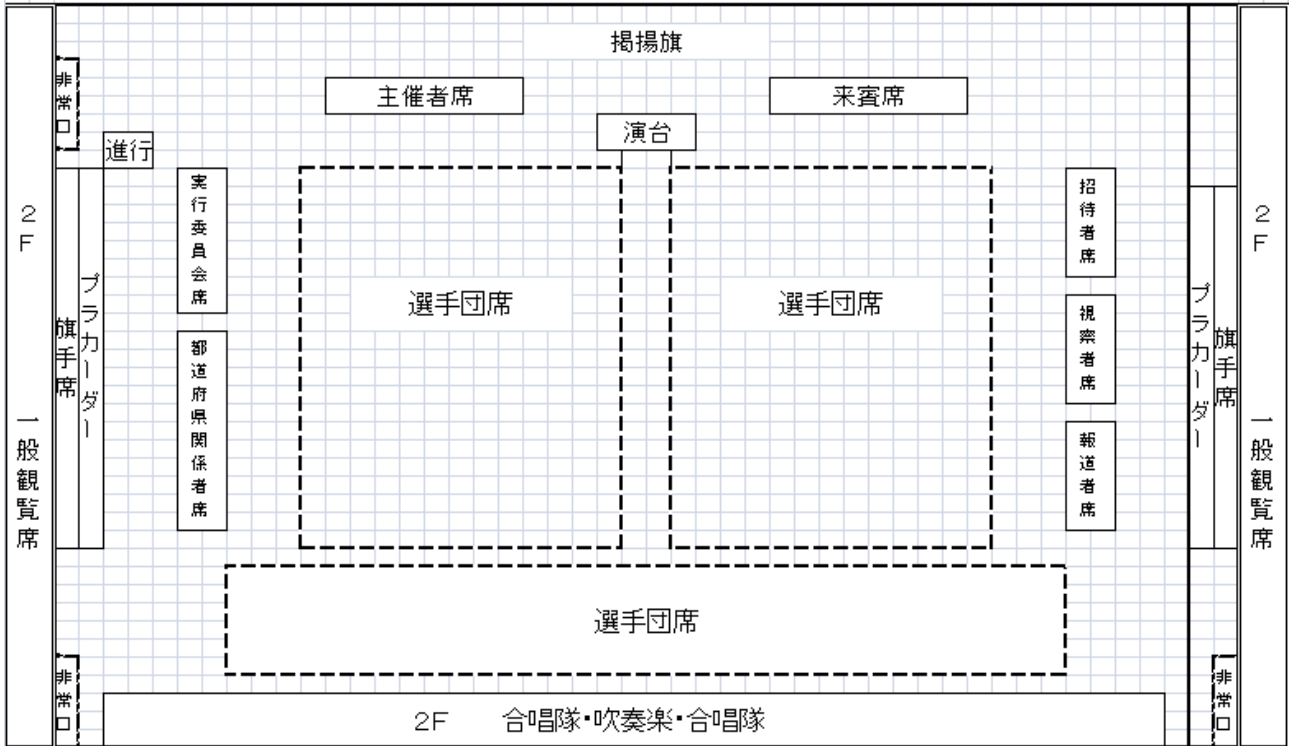 掲揚旗
主催者席
来賓席
演台
非常口
進行
２Ｆ　一般観覧席
旗手席
プラカーダー
実行委員会席
都道府県関係者席
選手団席
選手団席
招待者席
視察者席
報道者席
プラカーダー
旗手席
２Ｆ　一般観覧席
選手団席
非常口
２Ｆ　合唱隊・吹奏楽・合唱隊
非常口